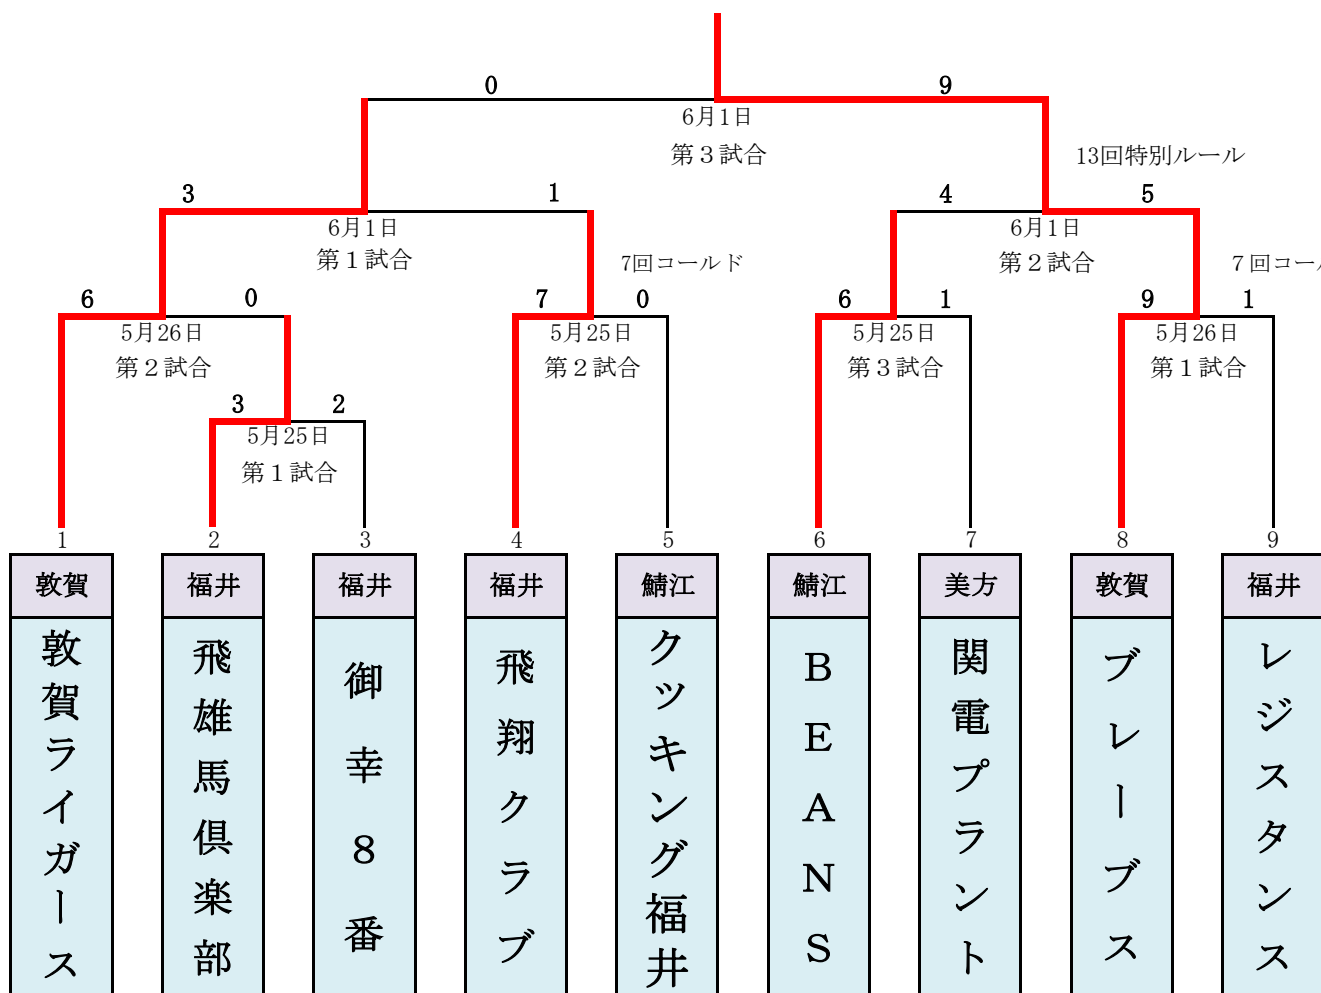 0 9
6月1日
第３試合
13回特別ルール
3 1 4 5
6月1日 6月1日
第１試合 第２試合
7回コールド ７回コー
6 0 7 0 6 1 9 1
5月26日 5月25日 5月25日 5月26日
第２試合 第２試合 第３試合 第１試合
3 2
5月25日
第１試合
1 2 3 4 5 6 7 8 9
敦賀 福井 福井 福井 鯖江 鯖江 美方 敦賀 福井
敦賀ライガース
飛雄馬倶楽部
御幸８番
飛翔クラブ
クッキング福井
ＢＥＡＮＳ
関電プラント
ブレーブス
レジスタンス